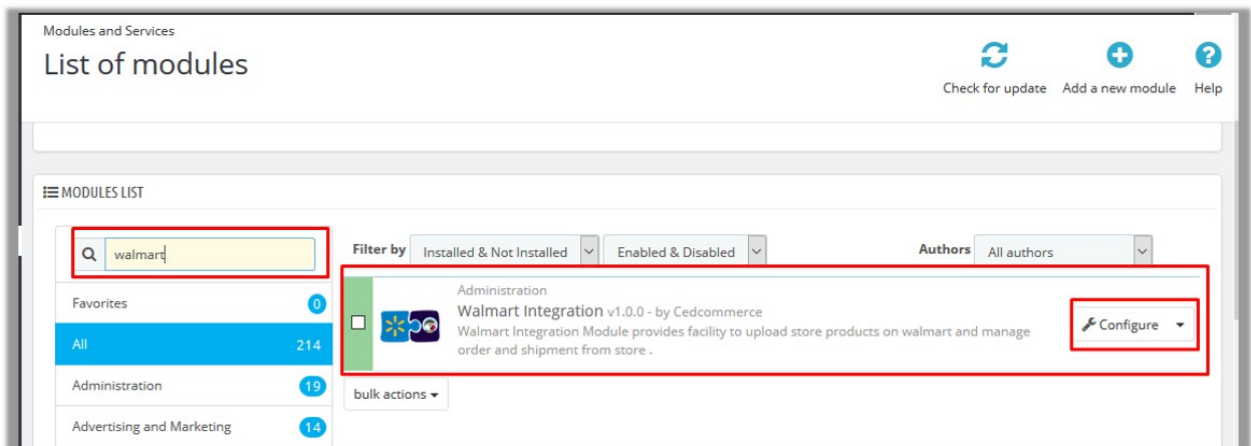 Modules and Services
List of modules
Check for update
Add a new module
Help
MODULES LIST
walmart
Filter by
Installed & Not Installed
Enabled & Disabled
Authors
All authors
Favorites
0
All
214
Administration
19
Advertising and Marketing
14
Administration
Walmart Integration v1.0.0 - by Cedcommerce
Walmart Integration Module provides facility to upload store products on walmart and manage
order and shipment from store .
Configure
bulk actions